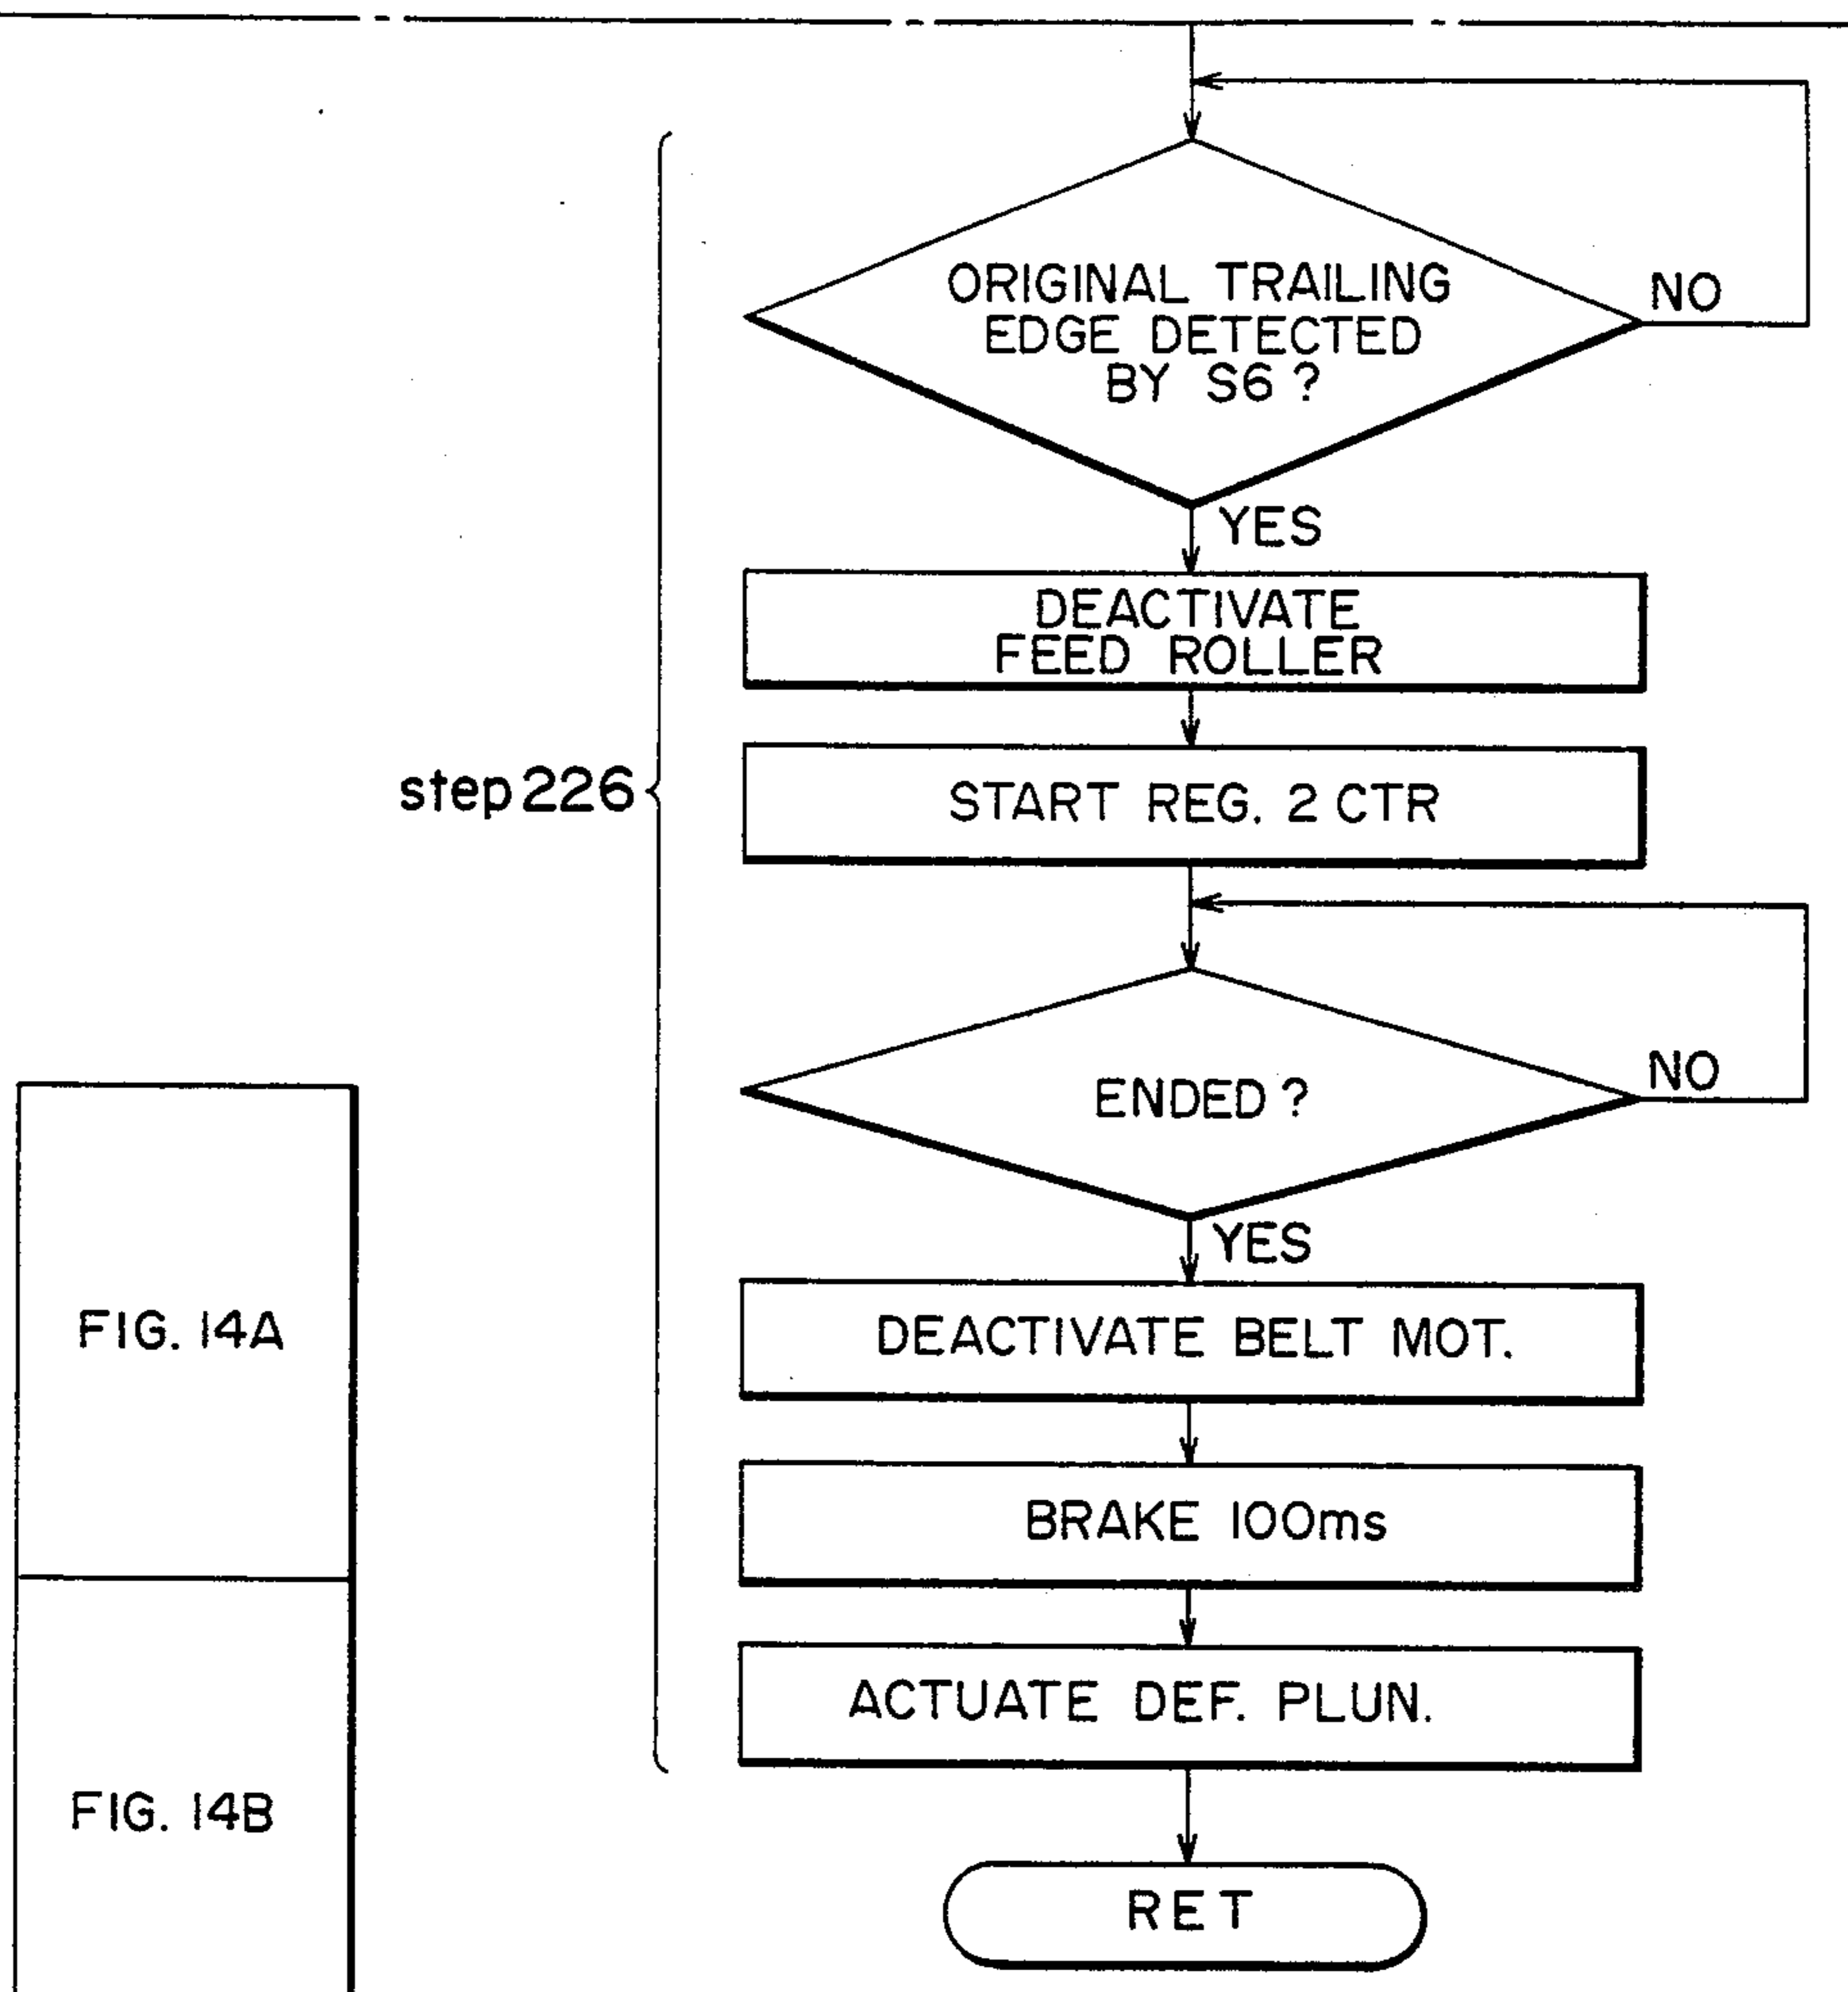 ORIGINAL TRAILING
EDGE DETECTED
BY S6 ?
NO
YES
DEACTIVATE
FEED ROLLER
step 226
START REG. 2 CTR
ENDED ?
NO
YES
DEACTIVATE BELT MOT.
BRAKE 100ms
ACTUATE DEF. PLUN.
RET
FIG. 14A
FIG. 14B